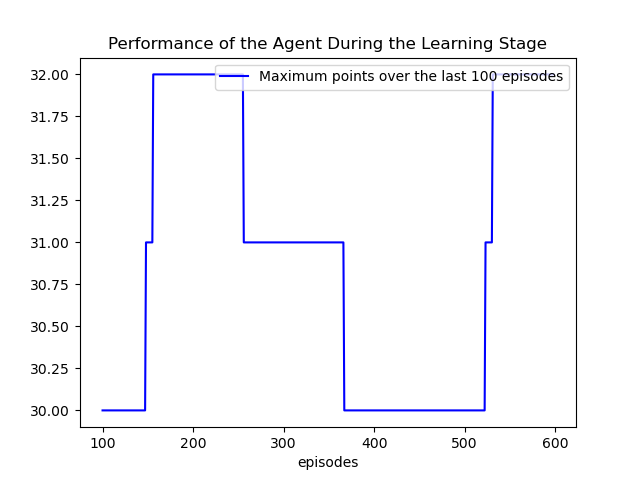 Performance of the Agent During the Learning Stage
Maximum points over the last 100 episodes
32.00
31.75
31.50
31.25
31.00
30.75
30.50
30.25
30.00
100 200 300 400 500 600
episodes